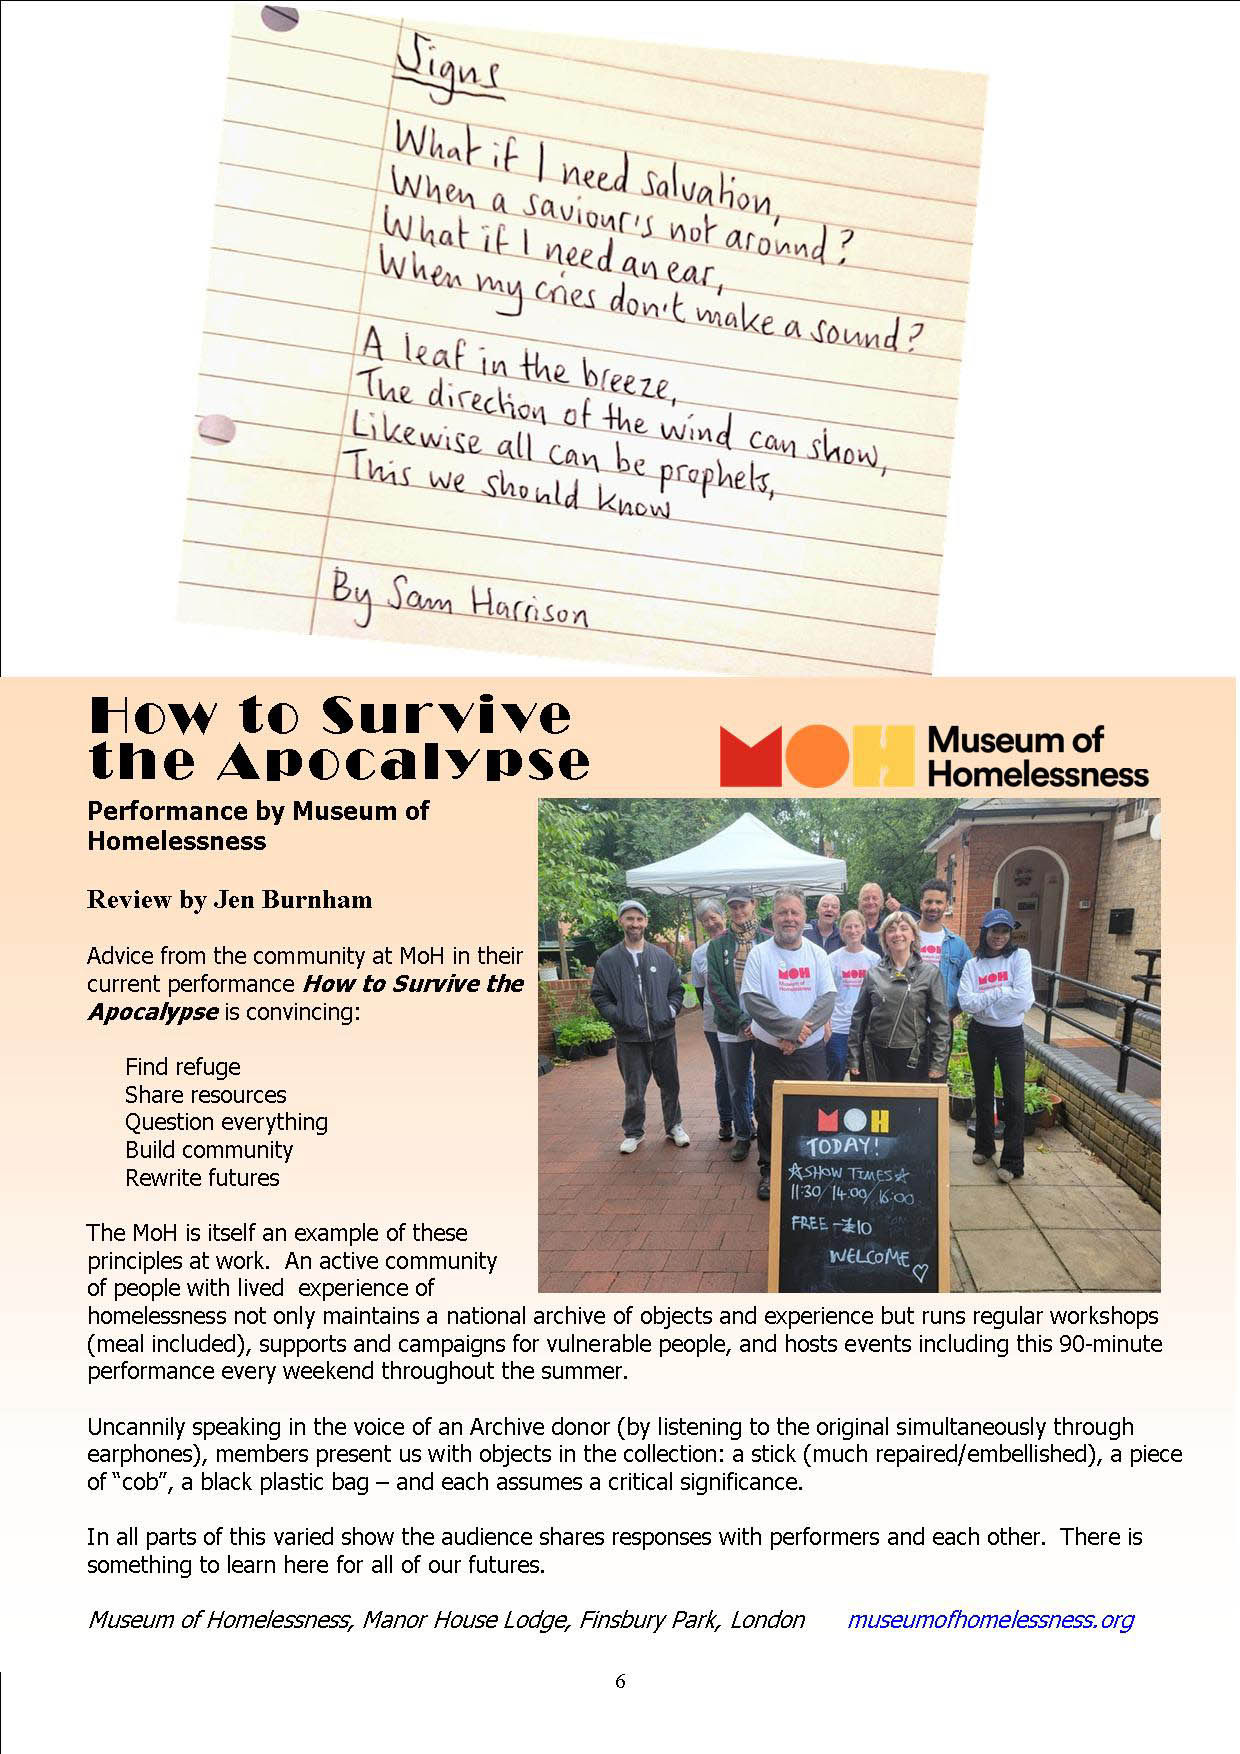 Signs
What if I need salvation,
When a saviour's not around?
What if I need an ear,
When my cries don't make a sound?
A leaf in the breeze,
The direction of the wind can show,
Likewise all can be prophets,
This we should know
By Sam Harrison
How to Survive
the Apocalypse
MOH Museum of
Homelessness
Performance by Museum of
Homelessness
Review by Jen Burnham
Advice from the community at MoH in their
current performance How to Survive the
Apocalypse is convincing:
Find refuge
Share resources
Question everything
Build community
Rewrite futures
MOH
Museum of
Homelessness
MOH
MOH
MOH
TODAY!
☆SHOW TIMES☆
11:30/14:00/16:00
FREE - £10
WELCOME ♡
The MoH is itself an example of these
principles at work.  An active community
of people with lived  experience of
homelessness not only maintains a national archive of objects and experience but runs regular workshops
(meal included), supports and campaigns for vulnerable people, and hosts events including this 90-minute
performance every weekend throughout the summer.
Uncannily speaking in the voice of an Archive donor (by listening to the original simultaneously through
earphones), members present us with objects in the collection: a stick (much repaired/embellished), a piece
of “cob”, a black plastic bag – and each assumes a critical significance.
In all parts of this varied show the audience shares responses with performers and each other.  There is
something to learn here for all of our futures.
Museum of Homelessness, Manor House Lodge, Finsbury Park, London museumofhomelessness.org
6